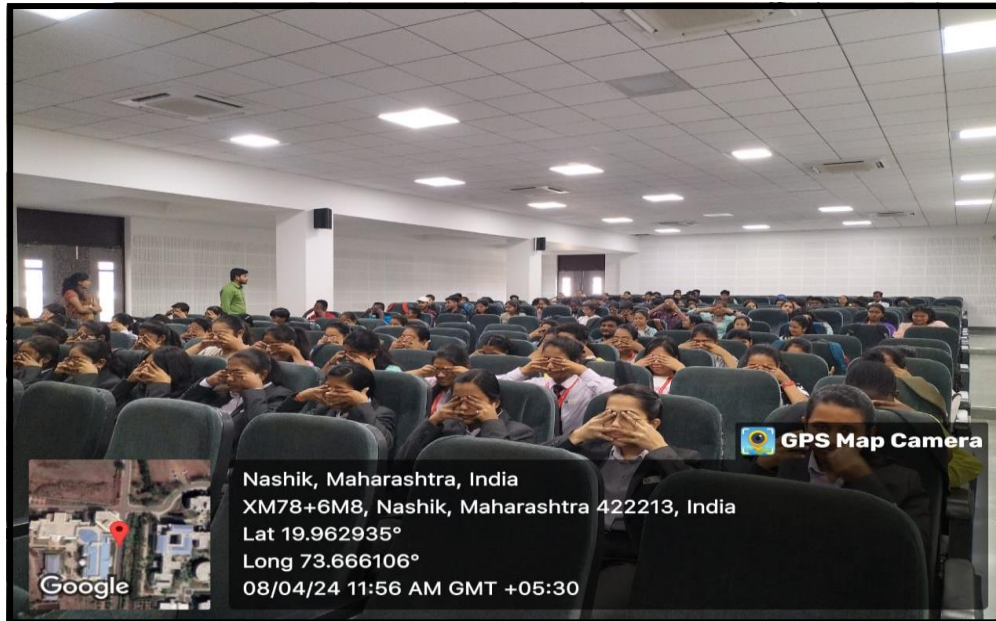 GPS Map Camera
Nashik, Maharashtra, India
XM78+6M8, Nashik, Maharashtra 422213, India
Lat 19.962935°
Long 73.666106°
08/04/24 11:56 AM GMT +05:30
Google